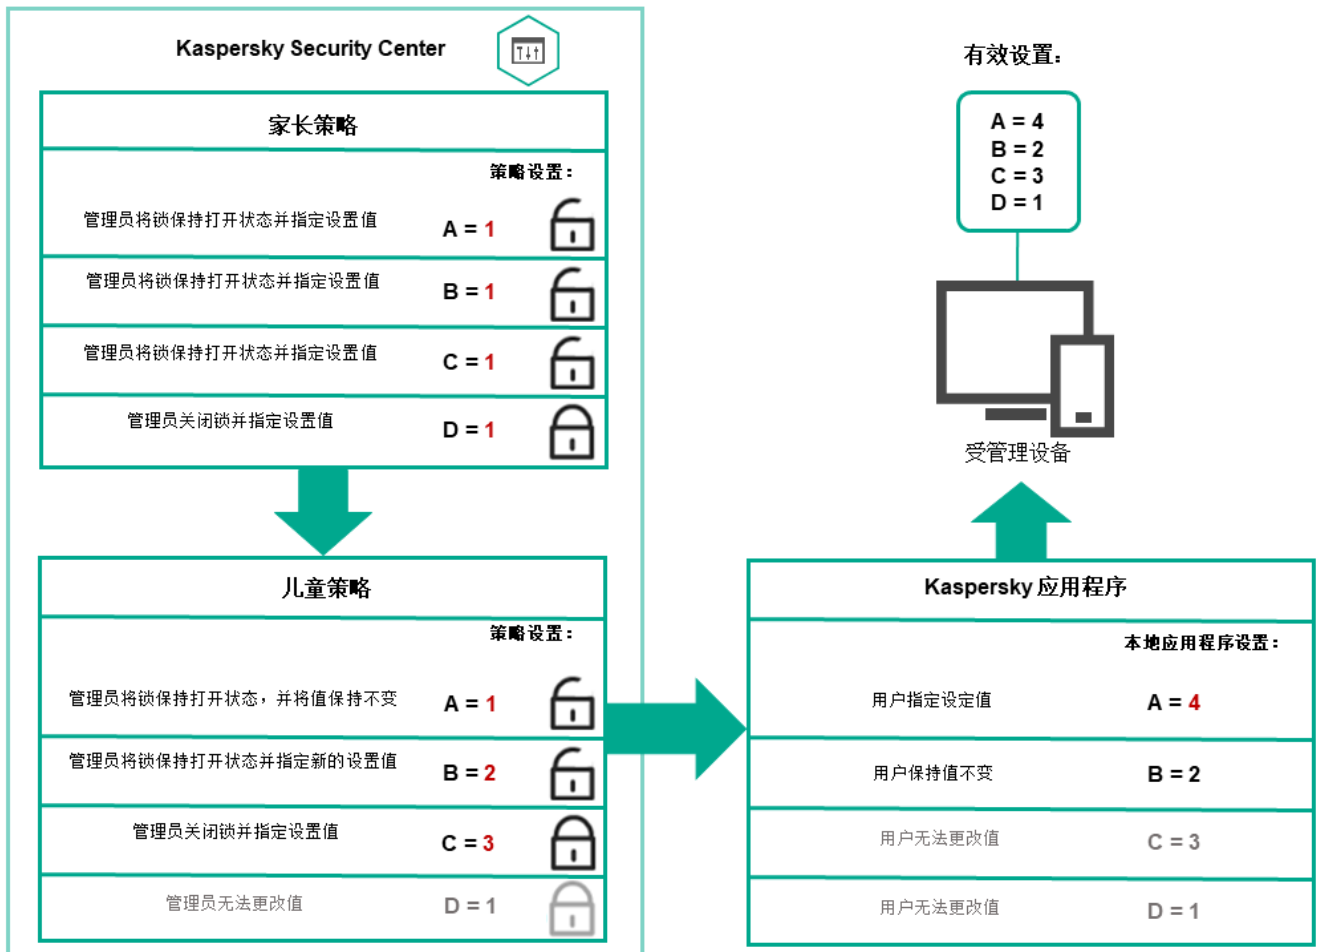 Kaspersky Security Center
家长策略
策略设置：
管理员将锁保持打开状态并指定设置值 A = 1
管理员将锁保持打开状态并指定设置值 B = 1
管理员将锁保持打开状态并指定设置值 C = 1
管理员关闭锁并指定设置值 D = 1
儿童策略
策略设置：
管理员将锁保持打开状态，并将值保持不变 A = 1
管理员将锁保持打开状态并指定新的设置值 B = 2
管理员关闭锁并指定设置值 C = 3
管理员无法更改值 D = 1
有效设置：
A = 4
B = 2
C = 3
D = 1
受管理设备
Kaspersky 应用程序
本地应用程序设置：
用户指定设定值 A = 4
用户保持值不变 B = 2
用户无法更改值 C = 3
用户无法更改值 D = 1